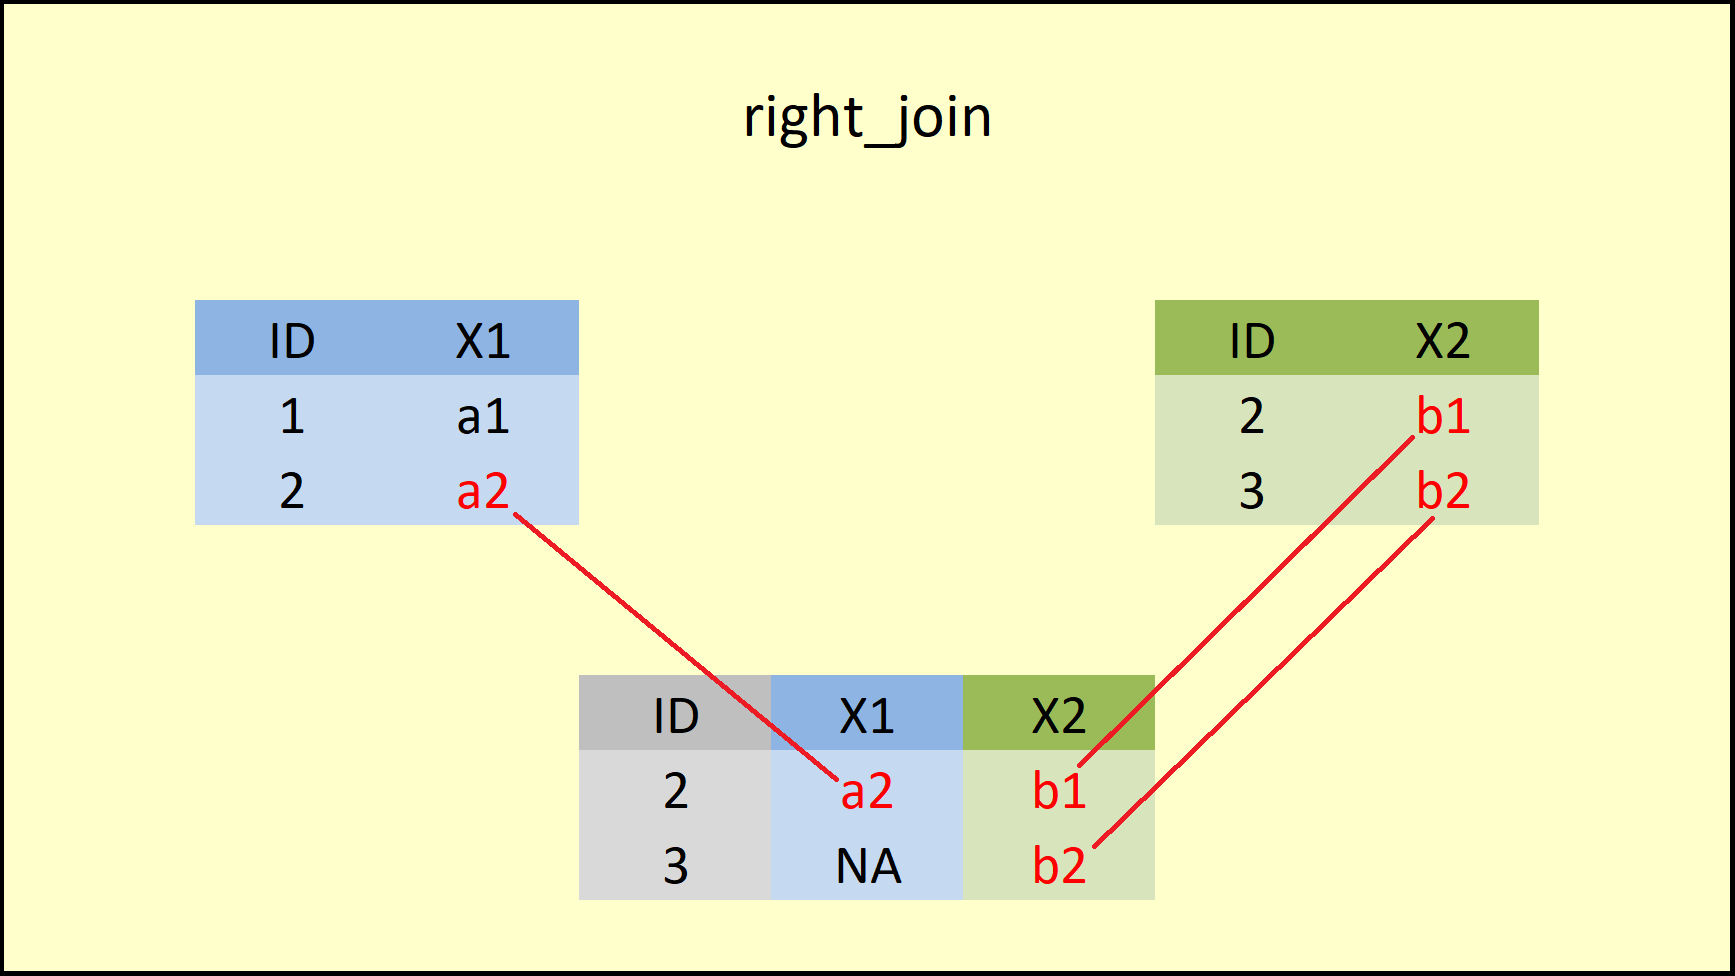 right_join
ID X1
1 a1
2 a2
ID X2
2 b1
3 b2
ID X1 X2
2 a2 b1
3 NA b2